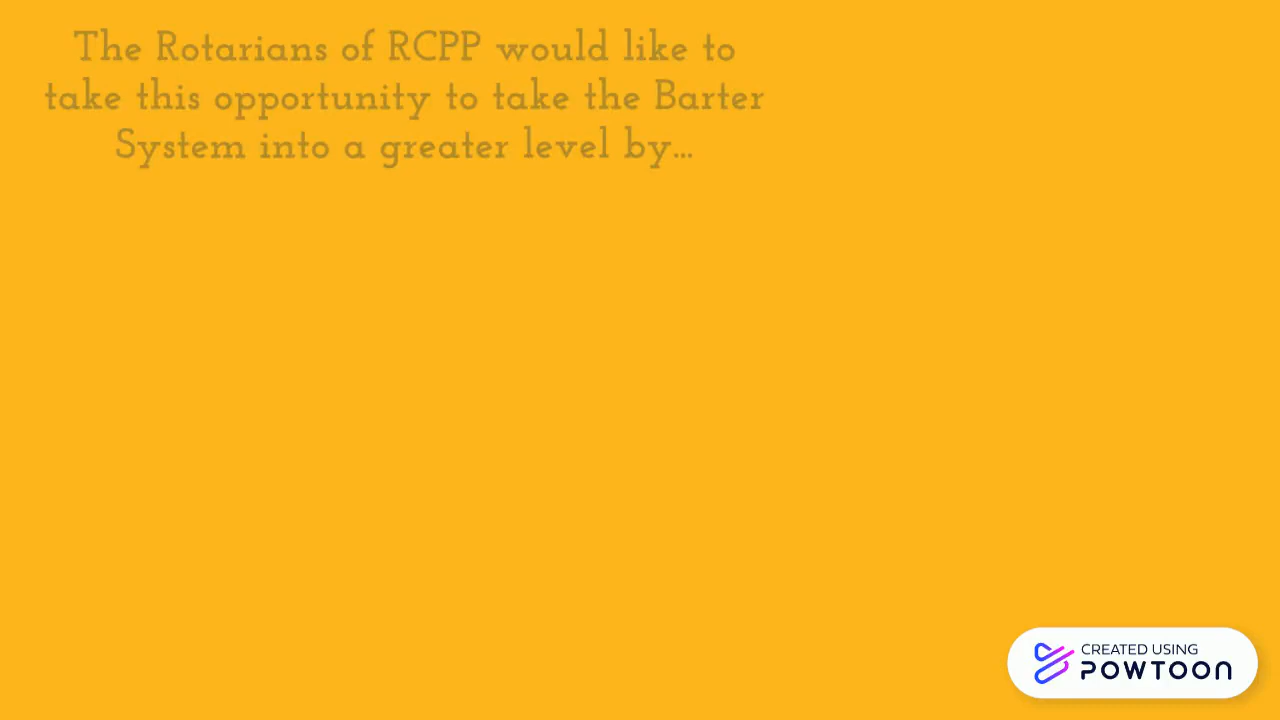 The Rotarians of RCPP would like to
take this opportunity to take the Barter
System into a greater level by...
CREATED USING
POWTOON